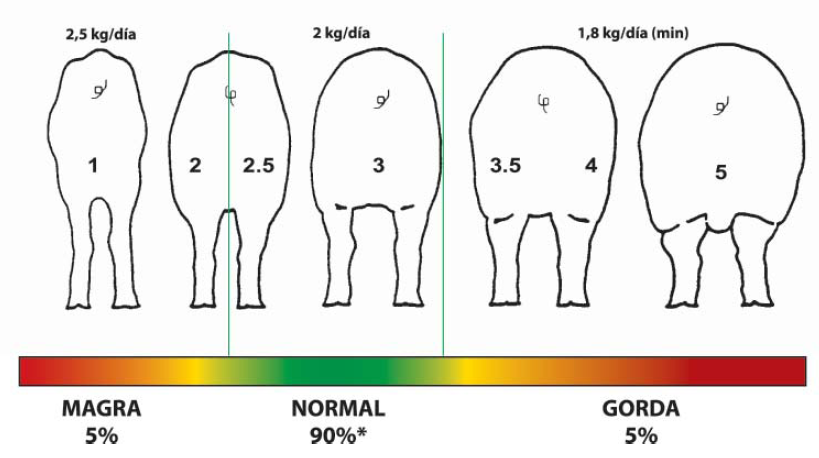 2,5 kg/día
2 kg/día
1,8 kg/día (min)
1
2
2.5
3
3.5
4
5
MAGRA
5%
NORMAL
90%*
GORDA
5%